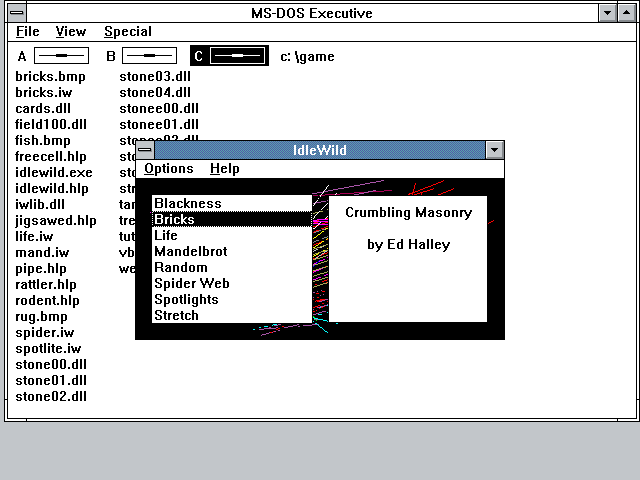 MS-DOS Executive
File View Special
A B C c: \game
bricks.bmp stone03.dll
bricks.iw stone04.dll
cards.dll stonee00.dll
field100.dll stonee01.dll
fish.bmp
freecell.hlp
idlewild.exe
idlewild.hlp
iwlib.dll
jigsawed.hlp
life.iw
mand.iw
pipe.hlp
rattler.hlp
rodent.hlp
rug.bmp
spider.iw
spotlite.iw
stone00.dll
stone01.dll
stone02.dll
IdleWild
Options Help
Blackness
Bricks
Life
Mandelbrot
Random
Spider Web
Spotlights
Stretch
Crumbling Masonry
by Ed Halley